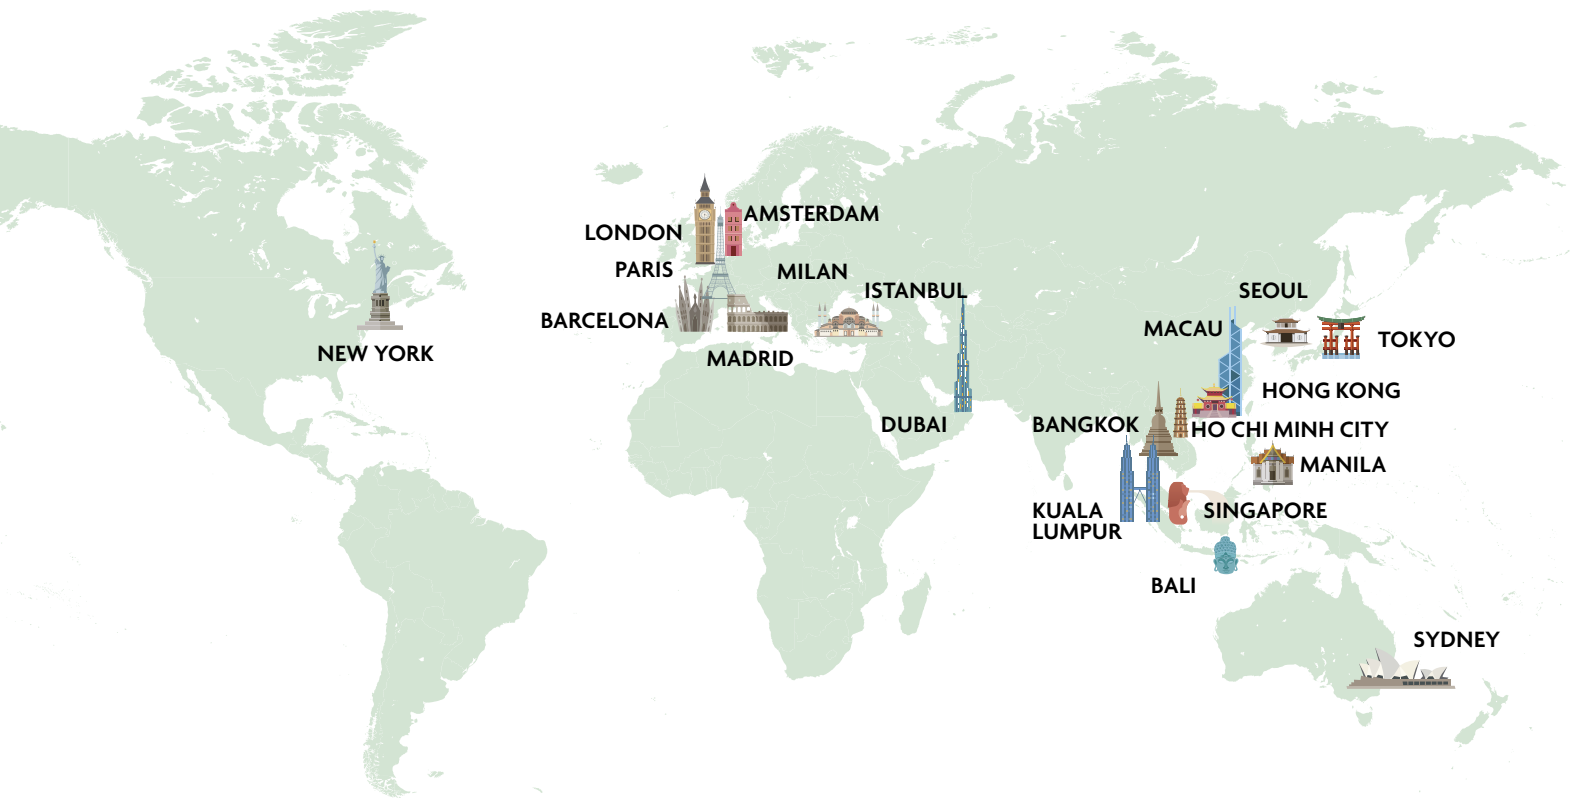 AMSTERDAM
LONDON
PARIS
MILAN
ISTANBUL
SEOUL
BARCELONA
MACAU
TOKYO
NEW YORK
MADRID
HONG KONG
DUBAI
BANGKOK
HO CHI MINH CITY
MANILA
KUALA
LUMPUR
SINGAPORE
BALI
SYDNEY